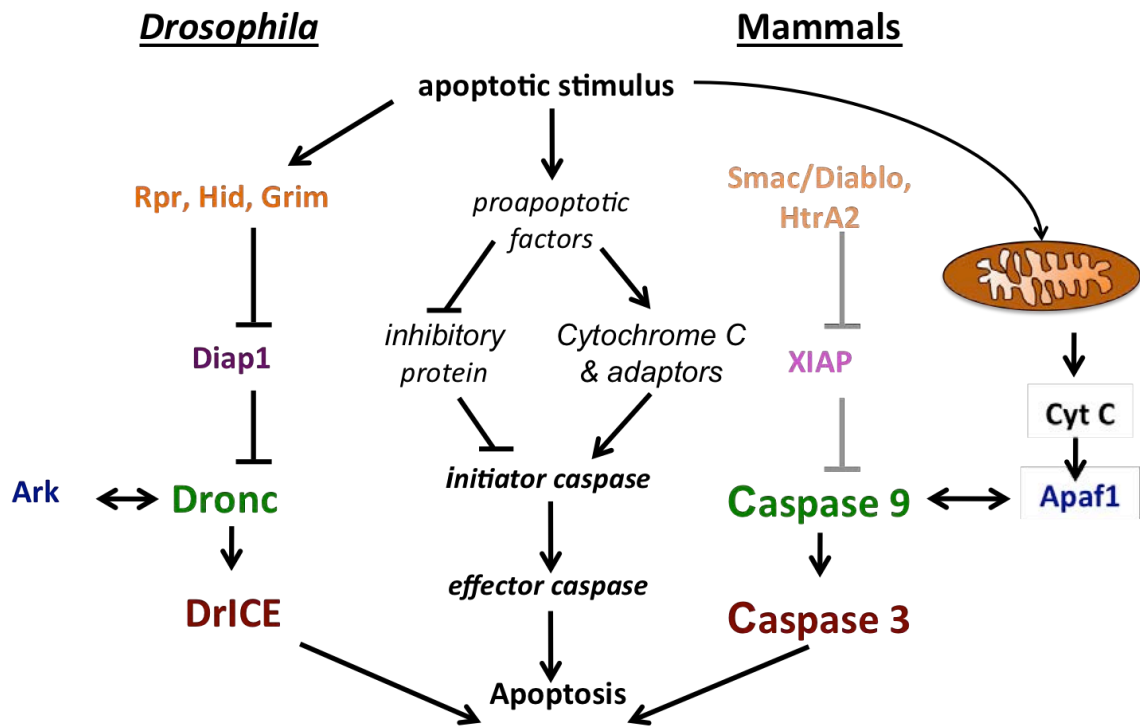 Drosophila
Mammals
apoptotic stimulus
Rpr, Hid, Grim
proapoptotic
factors
Smac/Diablo,
HtrA2
Diap1
inhibitory
protein
Cytochrome C
& adaptors
XIAP
Cyt C
Ark
Dronc
initiator caspase
Caspase 9
Apaf1
effector caspase
DrICE
Caspase 3
Apoptosis